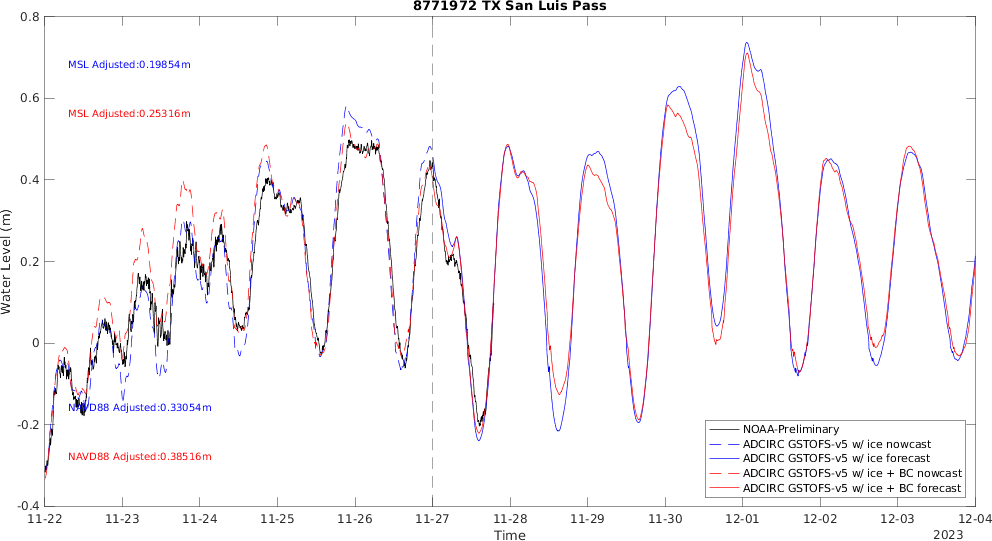 8771972 TX San Luis Pass
0.8
0.6
0.4
0.2
0
-0.2
-0.4
Water Level (m)
MSL Adjusted:0.19854m
MSL Adjusted:0.25316m
NAVD88 Adjusted:0.33054m
NAVD88 Adjusted:0.38516m
NOAA-Preliminary
ADCIRC GSTOFS-v5 w/ ice nowcast
ADCIRC GSTOFS-v5 w/ ice forecast
ADCIRC GSTOFS-v5 w/ ice + BC nowcast
ADCIRC GSTOFS-v5 w/ ice + BC forecast
11-22 11-23 11-24 11-25 11-26 11-27 11-28 11-29 11-30 12-01 12-02 12-03 12-04
Time
2023